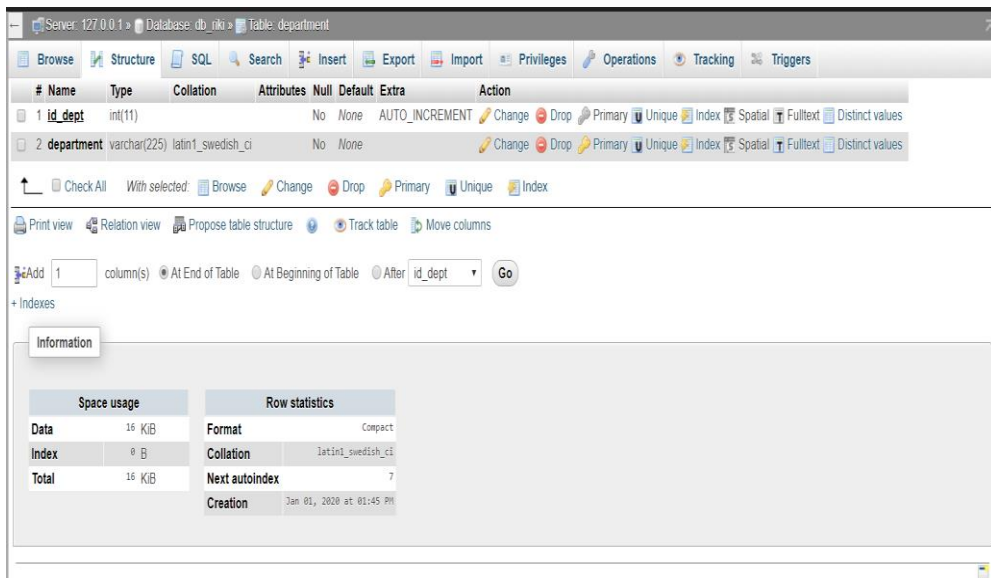 Server: 127.0.0.1 » Database: db_niki » Table: department
Browse Structure SQL Search Insert Export Import Privileges Operations Tracking Triggers
# Name Type Collation Attributes Null Default Extra Action
1 id_dept int(11) No None AUTO_INCREMENT Change Drop Primary Unique Index Spatial Fulltext Distinct values
2 department varchar(225) latin1_swedish_ci No None Change Drop Primary Unique Index Spatial Fulltext Distinct values
Check All With selected: Browse Change Drop Primary Unique Index
Print view Relation view Propose table structure Track table Move columns
Add 1 column(s) At End of Table At Beginning of Table After id_dept Go
+ Indexes
Information
Space usage
Data 16 KiB
Index 0 B
Total 16 KiB
Row statistics
Format Compact
Collation latin1_swedish_ci
Next autoindex 7
Creation Jan 01, 2020 at 01:45 PM